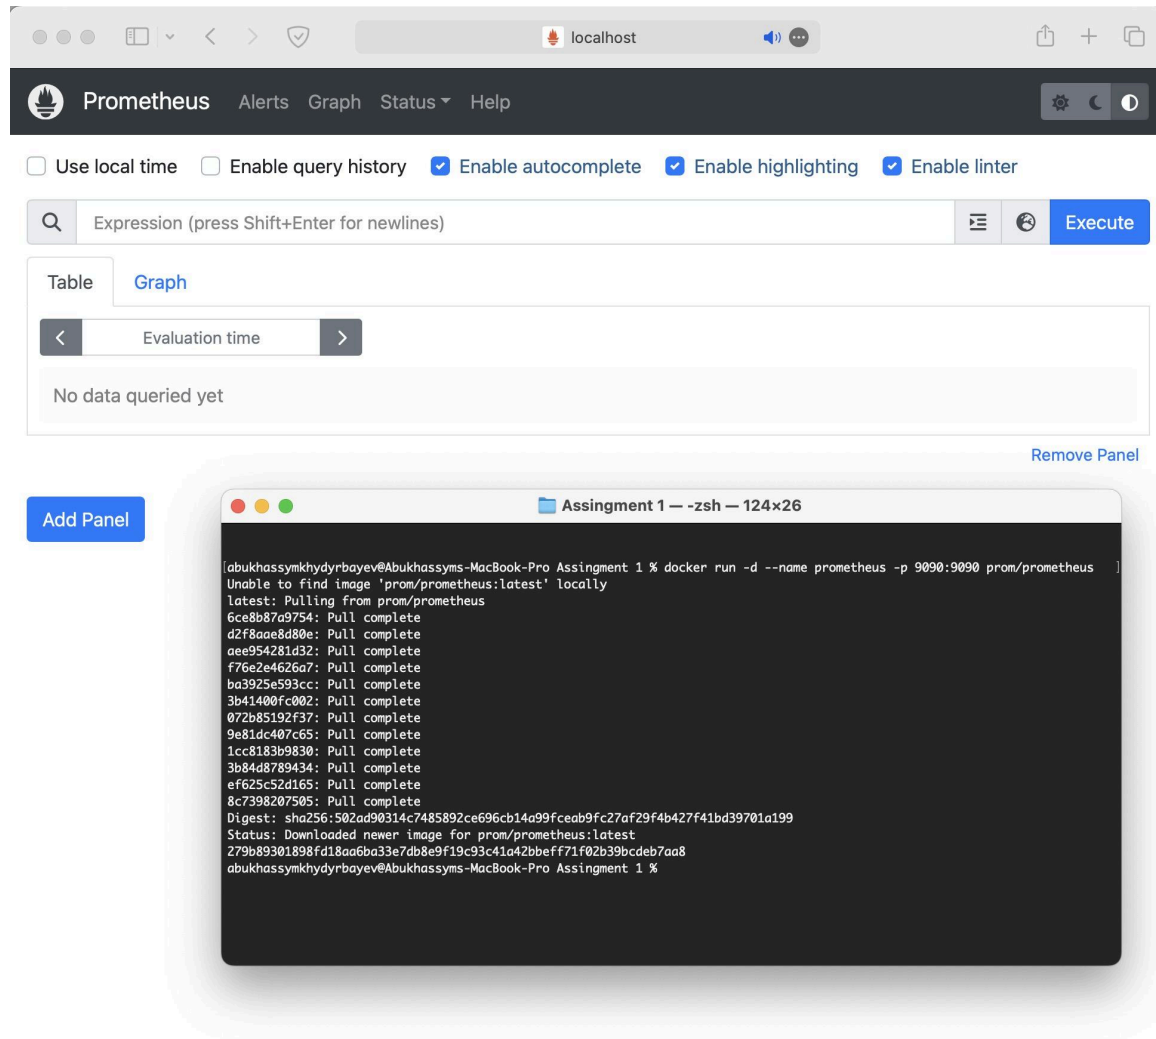 localhost
Prometheus Alerts Graph Status Help
Use local time Enable query history Enable autocomplete Enable highlighting Enable linter
Expression (press Shift+Enter for newlines) Execute
Table Graph
Evaluation time
No data queried yet
Remove Panel
Add Panel
Assingment 1 — -zsh — 124×26
[abukhassymkhydyrbayev@Abukhassyms-MacBook-Pro Assingment 1 % docker run -d --name prometheus -p 9090:9090 prom/prometheus ]
Unable to find image 'prom/prometheus:latest' locally
latest: Pulling from prom/prometheus
6ce8b87a9754: Pull complete
d2f8aae8d80e: Pull complete
aee954281d32: Pull complete
f76e2e4626a7: Pull complete
ba3925e593cc: Pull complete
3b41400fc002: Pull complete
072b85192f37: Pull complete
9e81dc407c65: Pull complete
1cc8183b9830: Pull complete
3b84d8789434: Pull complete
ef625c52d165: Pull complete
8c7398207505: Pull complete
Digest: sha256:502ad90314c7485892ce696cb14a99fceab9fc27af29f4b427f41bd39701a199
Status: Downloaded newer image for prom/prometheus:latest
279b89301898fd18aa6ba33e7db8e9f19c93c41a42bbeff71f02b39bcdeb7aa8
abukhassymkhydyrbayev@Abukhassyms-MacBook-Pro Assingment 1 %